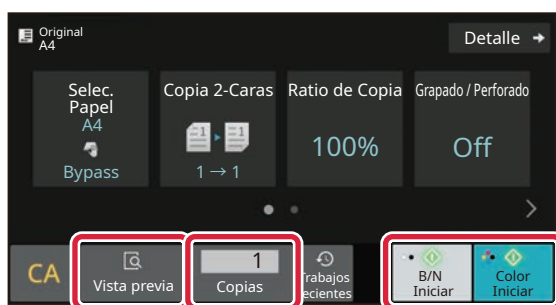 Original
A4
Detalle
Selec.
Papel
A4
Bypass
Copia 2-Caras
1 → 1
Ratio de Copia
100%
Grapado / Perforado
Off
CA
Vista previa
1
Copias
Trabajos
ecientes
B/N
Iniciar
Color
Iniciar